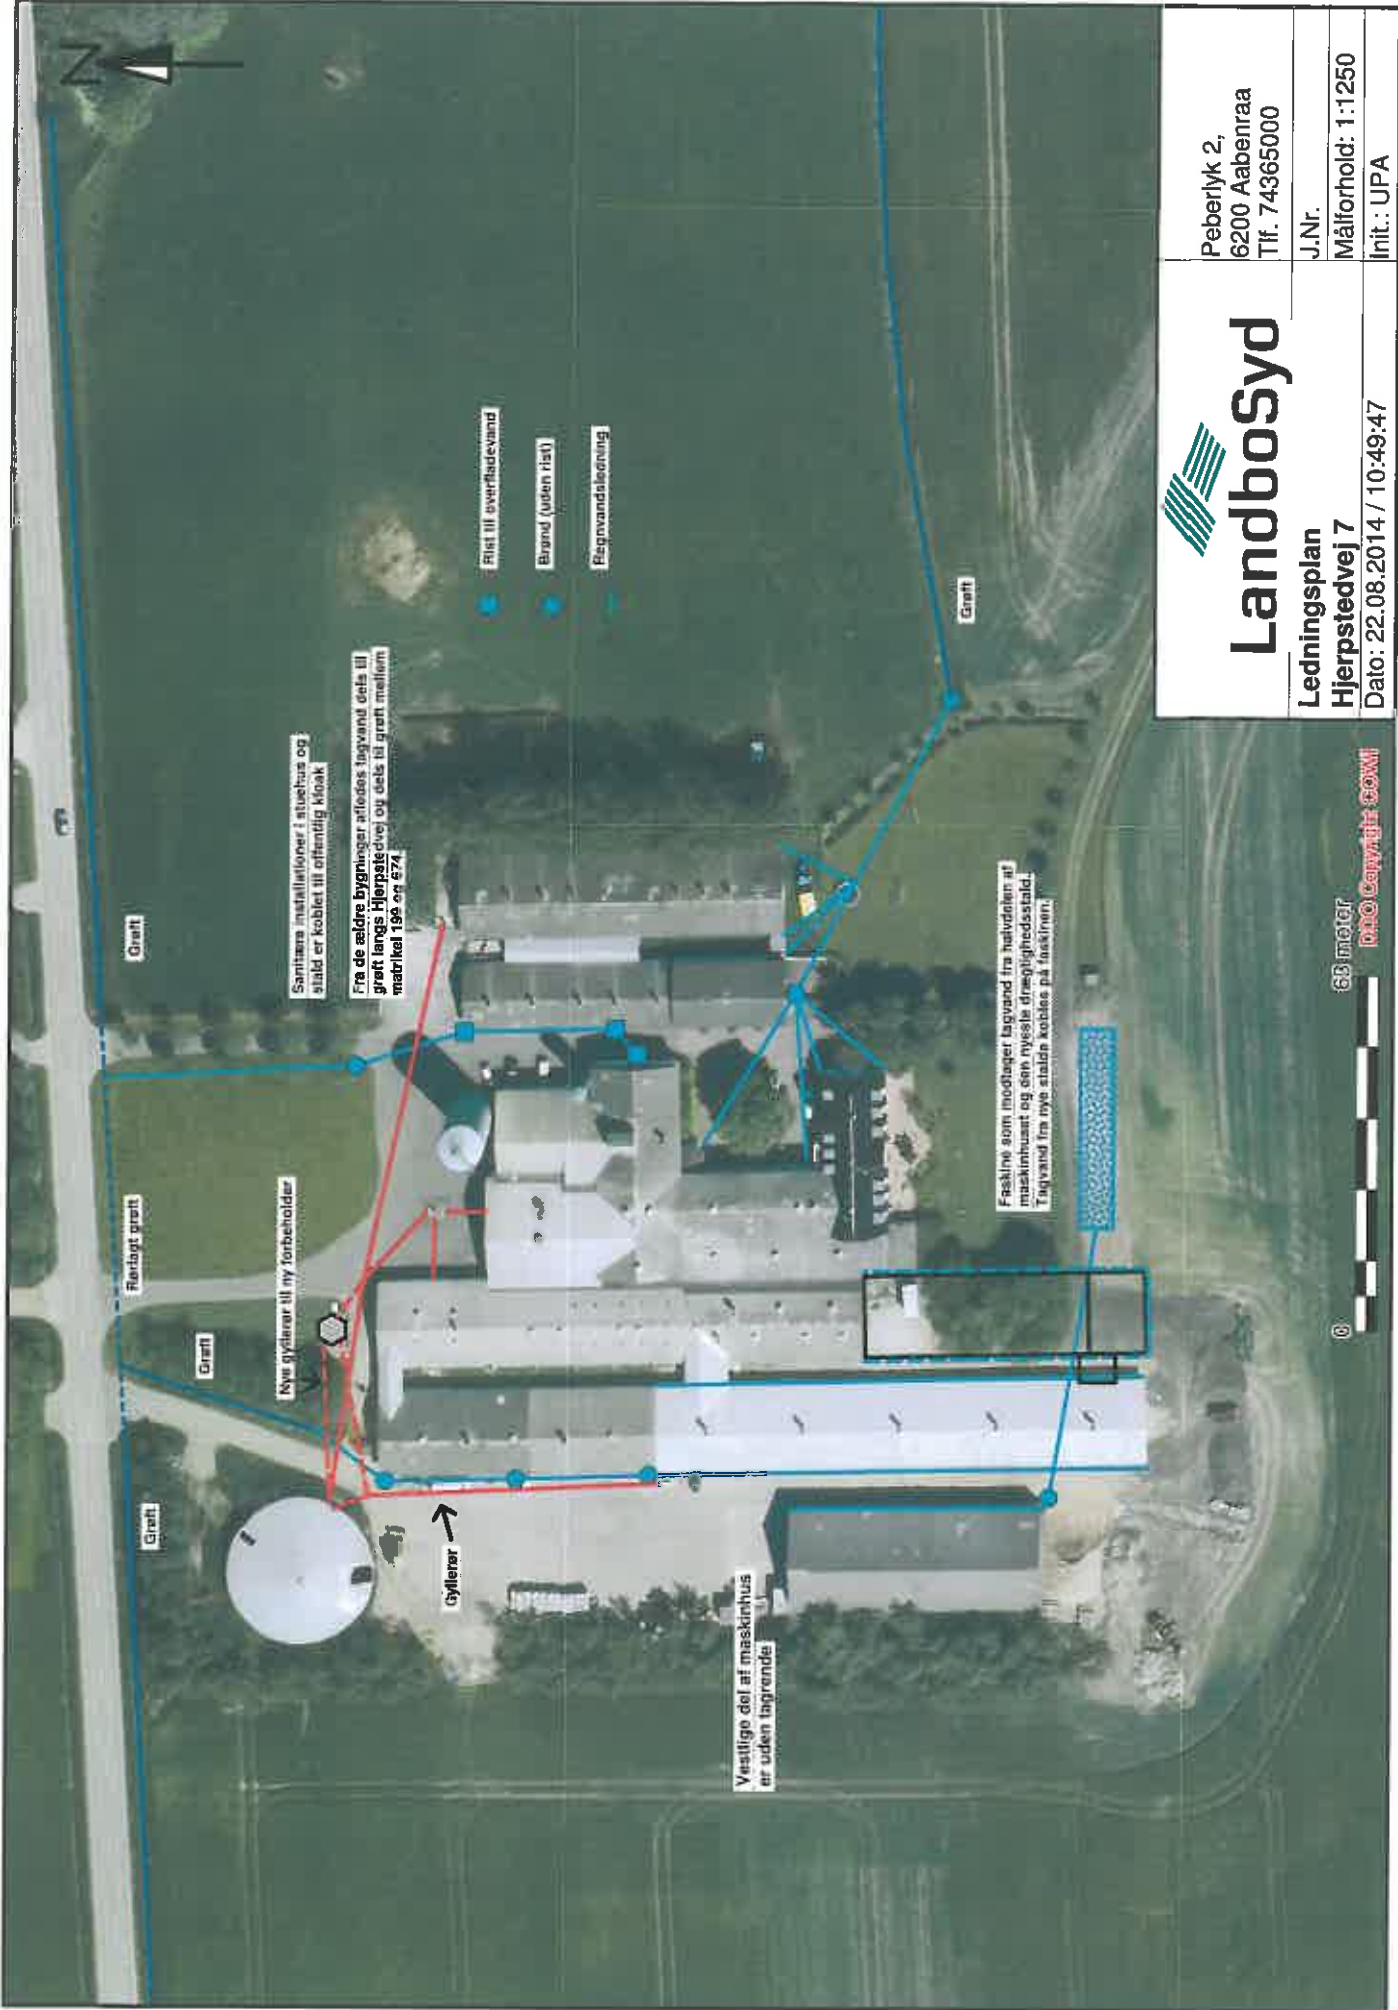 N
Grøft
Rørlagt grøft
Grøft
Grøft
Nye gyllerør til ny forbeholder
Sanitære installationer i stuehus og
stald er koblet til offentlig kloak
Fra de ældre bygninger afledes tagvand dels til
grøft langs Hjerpstedvej og dels til grøft mellem
matrikel 199 og 674.
Gyllerør
Rist til overfladevand
Brønd (uden rist)
Regnvandsledning
Vestlige del af maskinhus
er uden tagrende
Grøft
Faskine som modtager tagvand fra halvdelen af
maskinhuset og den nyeste drægtighedsstald.
Tagvand fra nye stalde kobles på faskinen.
0
63 meter
DDO Copyright COWI
LandboSyd
Peberlyk 2,
6200 Aabenraa
Tlf. 74365000
Ledningsplan
Hjerpstedvej 7
Dato: 22.08.2014 / 10:49:47
J.Nr.
Målforhold: 1:1250
Init.: UPA